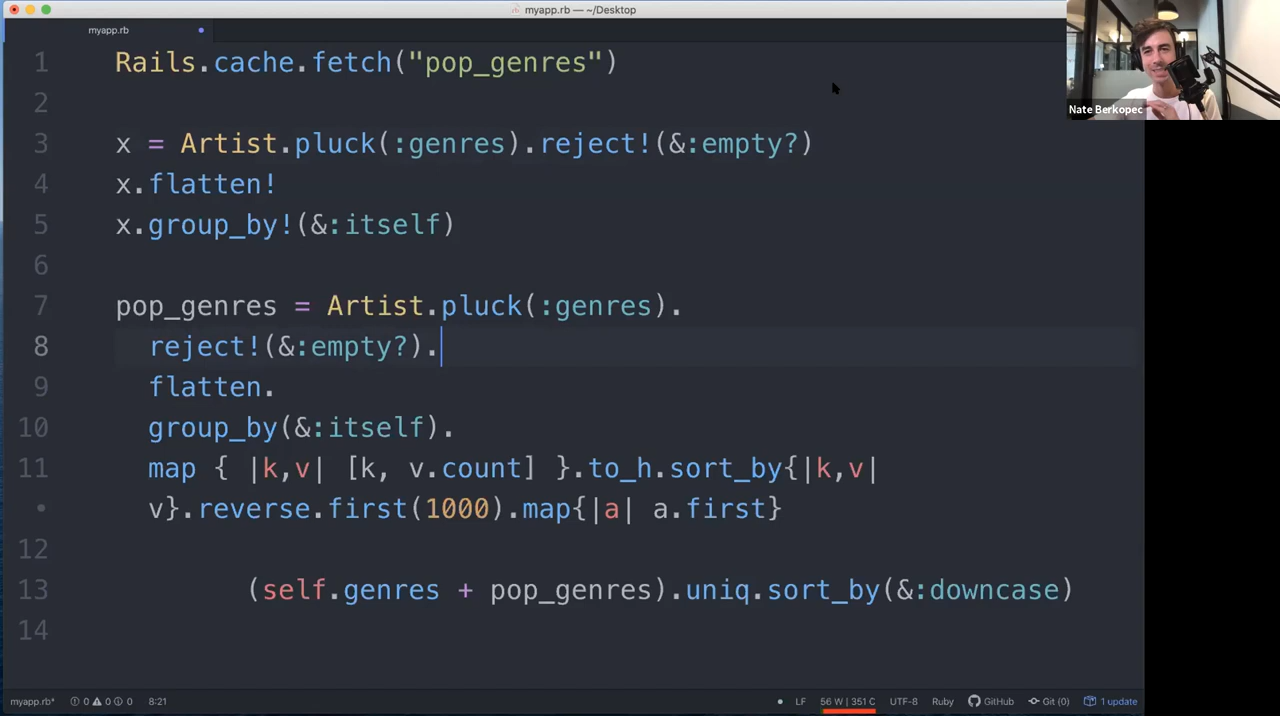 myapp.rb — ~/Desktop
myapp.rb
Nate Berkopec
1 Rails.cache.fetch("pop_genres")
2
3 x = Artist.pluck(:genres).reject!(&:empty?)
4 x.flatten!
5 x.group_by!(&:itself)
6
7 pop_genres = Artist.pluck(:genres).
8 reject!(&:empty?).
9 flatten.
10 group_by(&:itself).
11 map { |k,v| [k, v.count] }.to_h.sort_by{|k,v|
• v}.reverse.first(1000).map{|a| a.first}
12
13 (self.genres + pop_genres).uniq.sort_by(&:downcase)
14
myapp.rb* 0 0 0 8:21 LF 56 W | 351 C UTF-8 Ruby GitHub Git (0) 1 update